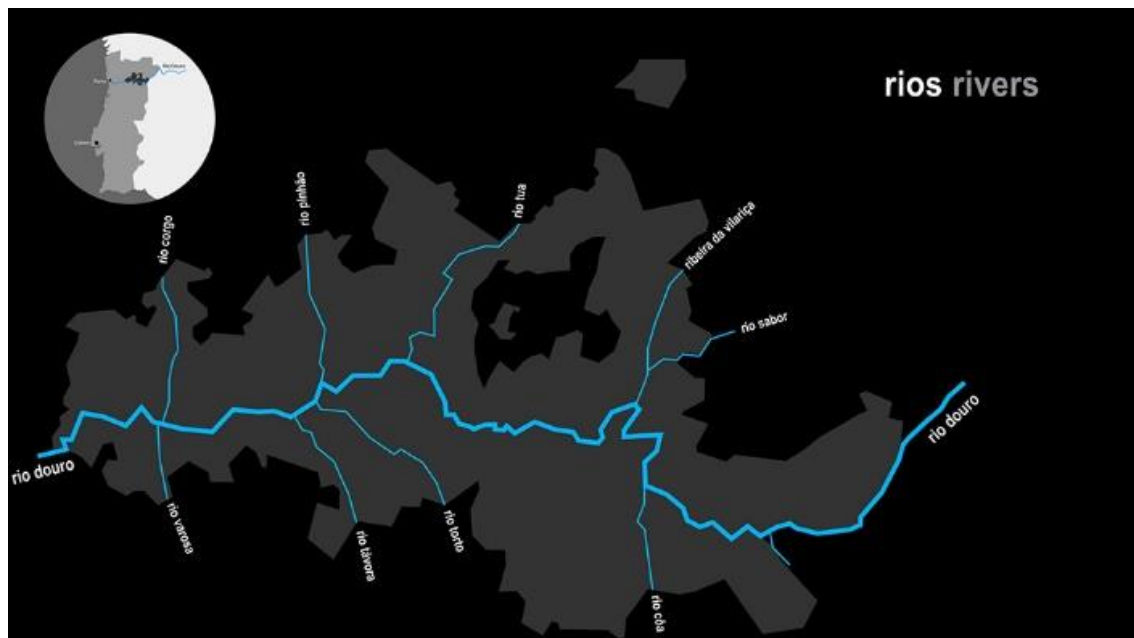 rios rivers
rio corgo
rio pinhão
rio tua
ribeira da vilariça
rio sabor
rio douro
rio douro
rio varosa
rio távora
rio torto
rio côa